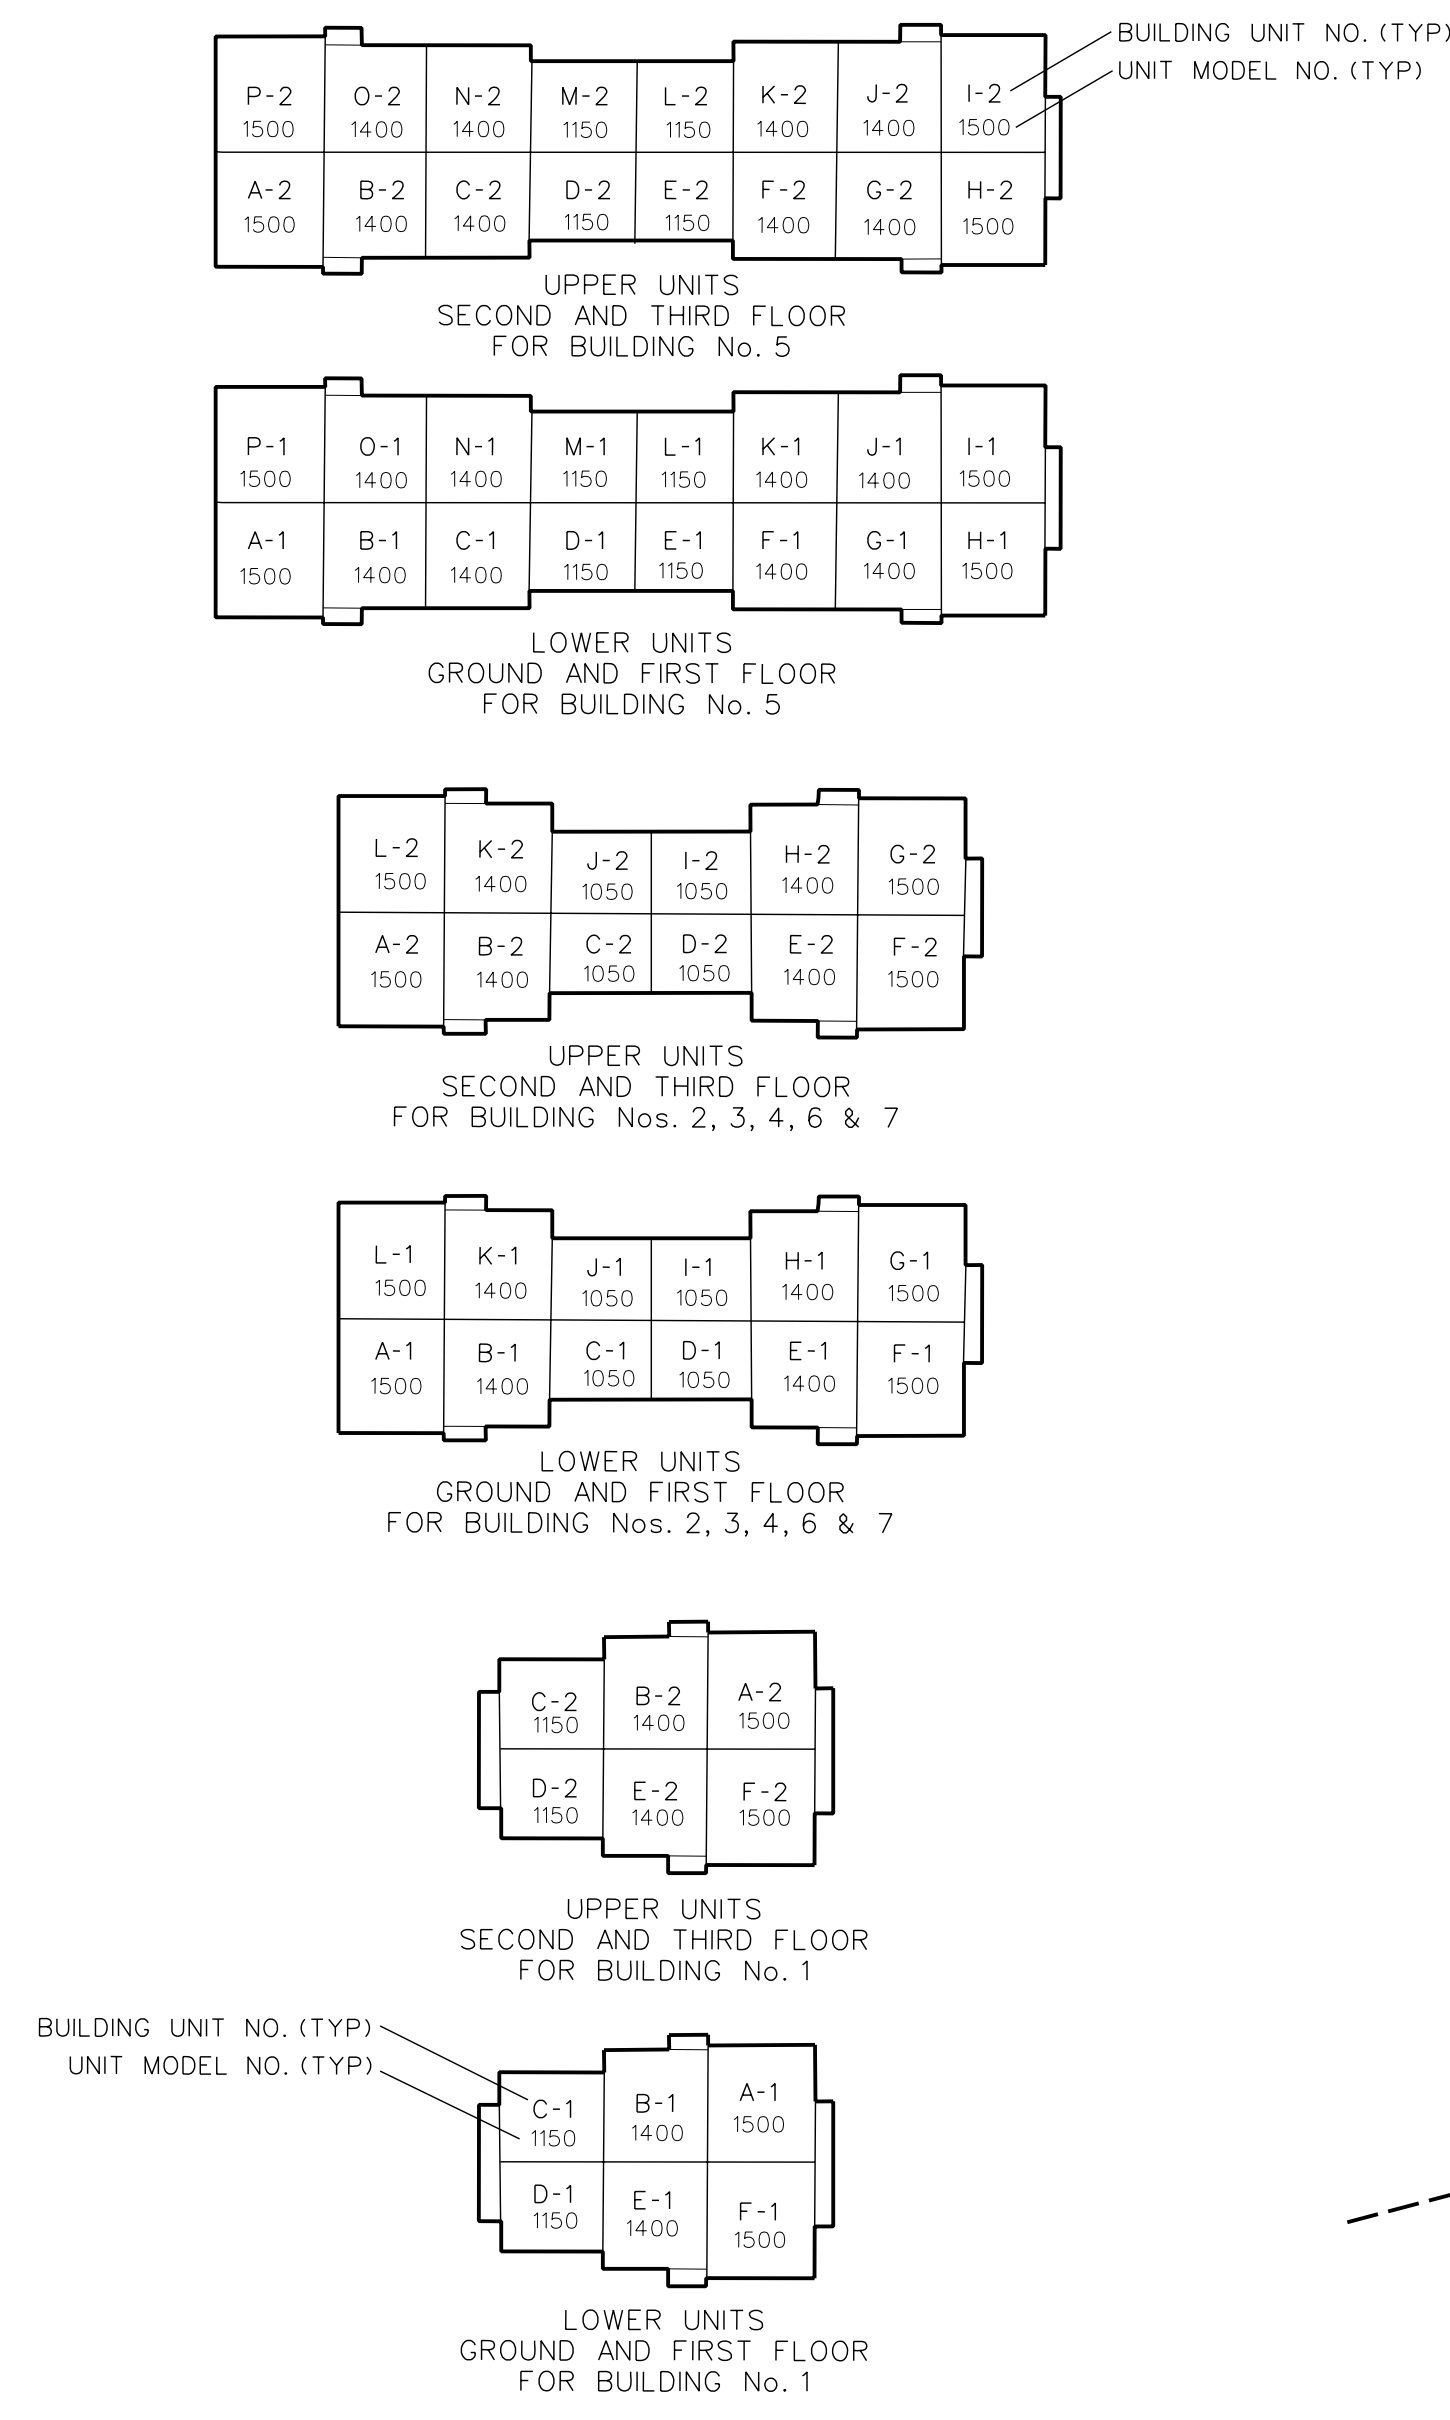 BUILDING UNIT NO. (TYP)
UNIT MODEL NO. (TYP)
P-2 O-2 N-2 M-2 L-2 K-2 J-2 I-2
1500 1400 1400 1150 1150 1400 1400 1500
A-2 B-2 C-2 D-2 E-2 F-2 G-2 H-2
1500 1400 1400 1150 1150 1400 1400 1500
UPPER UNITS
SECOND AND THIRD FLOOR
FOR BUILDING No. 5
P-1 O-1 N-1 M-1 L-1 K-1 J-1 I-1
1500 1400 1400 1150 1150 1400 1400 1500
A-1 B-1 C-1 D-1 E-1 F-1 G-1 H-1
1500 1400 1400 1150 1150 1400 1400 1500
LOWER UNITS
GROUND AND FIRST FLOOR
FOR BUILDING No. 5
L-2 K-2 J-2 I-2 H-2 G-2
1500 1400 1050 1050 1400 1500
A-2 B-2 C-2 D-2 E-2 F-2
1500 1400 1050 1050 1400 1500
UPPER UNITS
SECOND AND THIRD FLOOR
FOR BUILDING Nos. 2, 3, 4, 6 & 7
L-1 K-1 J-1 I-1 H-1 G-1
1500 1400 1050 1050 1400 1500
A-1 B-1 C-1 D-1 E-1 F-1
1500 1400 1050 1050 1400 1500
LOWER UNITS
GROUND AND FIRST FLOOR
FOR BUILDING Nos. 2, 3, 4, 6 & 7
C-2 B-2 A-2
1150 1400 1500
D-2 E-2 F-2
1150 1400 1500
UPPER UNITS
SECOND AND THIRD FLOOR
FOR BUILDING No. 1
BUILDING UNIT NO. (TYP)
UNIT MODEL NO. (TYP)
C-1 B-1 A-1
1150 1400 1500
D-1 E-1 F-1
1150 1400 1500
LOWER UNITS
GROUND AND FIRST FLOOR
FOR BUILDING No. 1